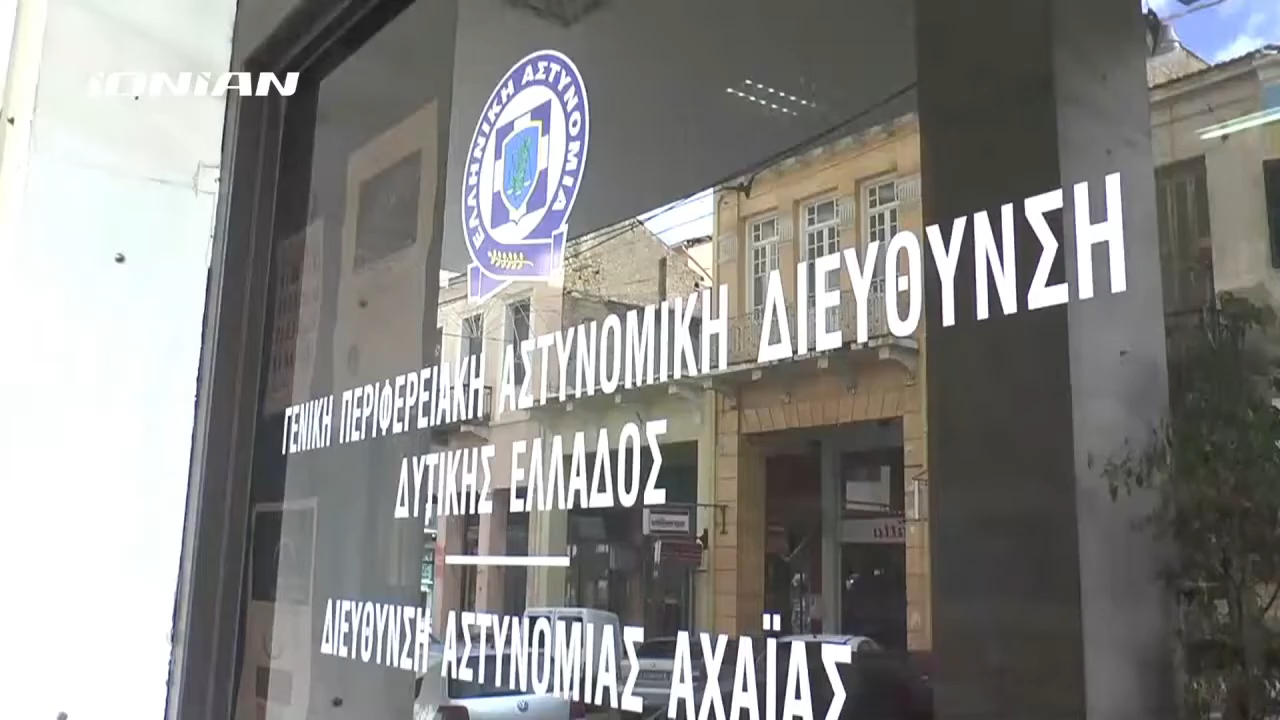 IONIAN
ΕΛΛΗΝΙΚΗ ΑΣΤΥΝΟΜΙΑ
ΓΕΝΙΚΗ ΠΕΡΙΦΕΡΕΙΑΚΗ ΑΣΤΥΝΟΜΙΚΗ ΔΙΕΥΘΥΝΣΗ
ΔΥΤΙΚΗΣ ΕΛΛΑΔΟΣ
ΔΙΕΥΘΥΝΣΗ ΑΣΤΥΝΟΜΙΑΣ ΑΧΑΪΑΣ